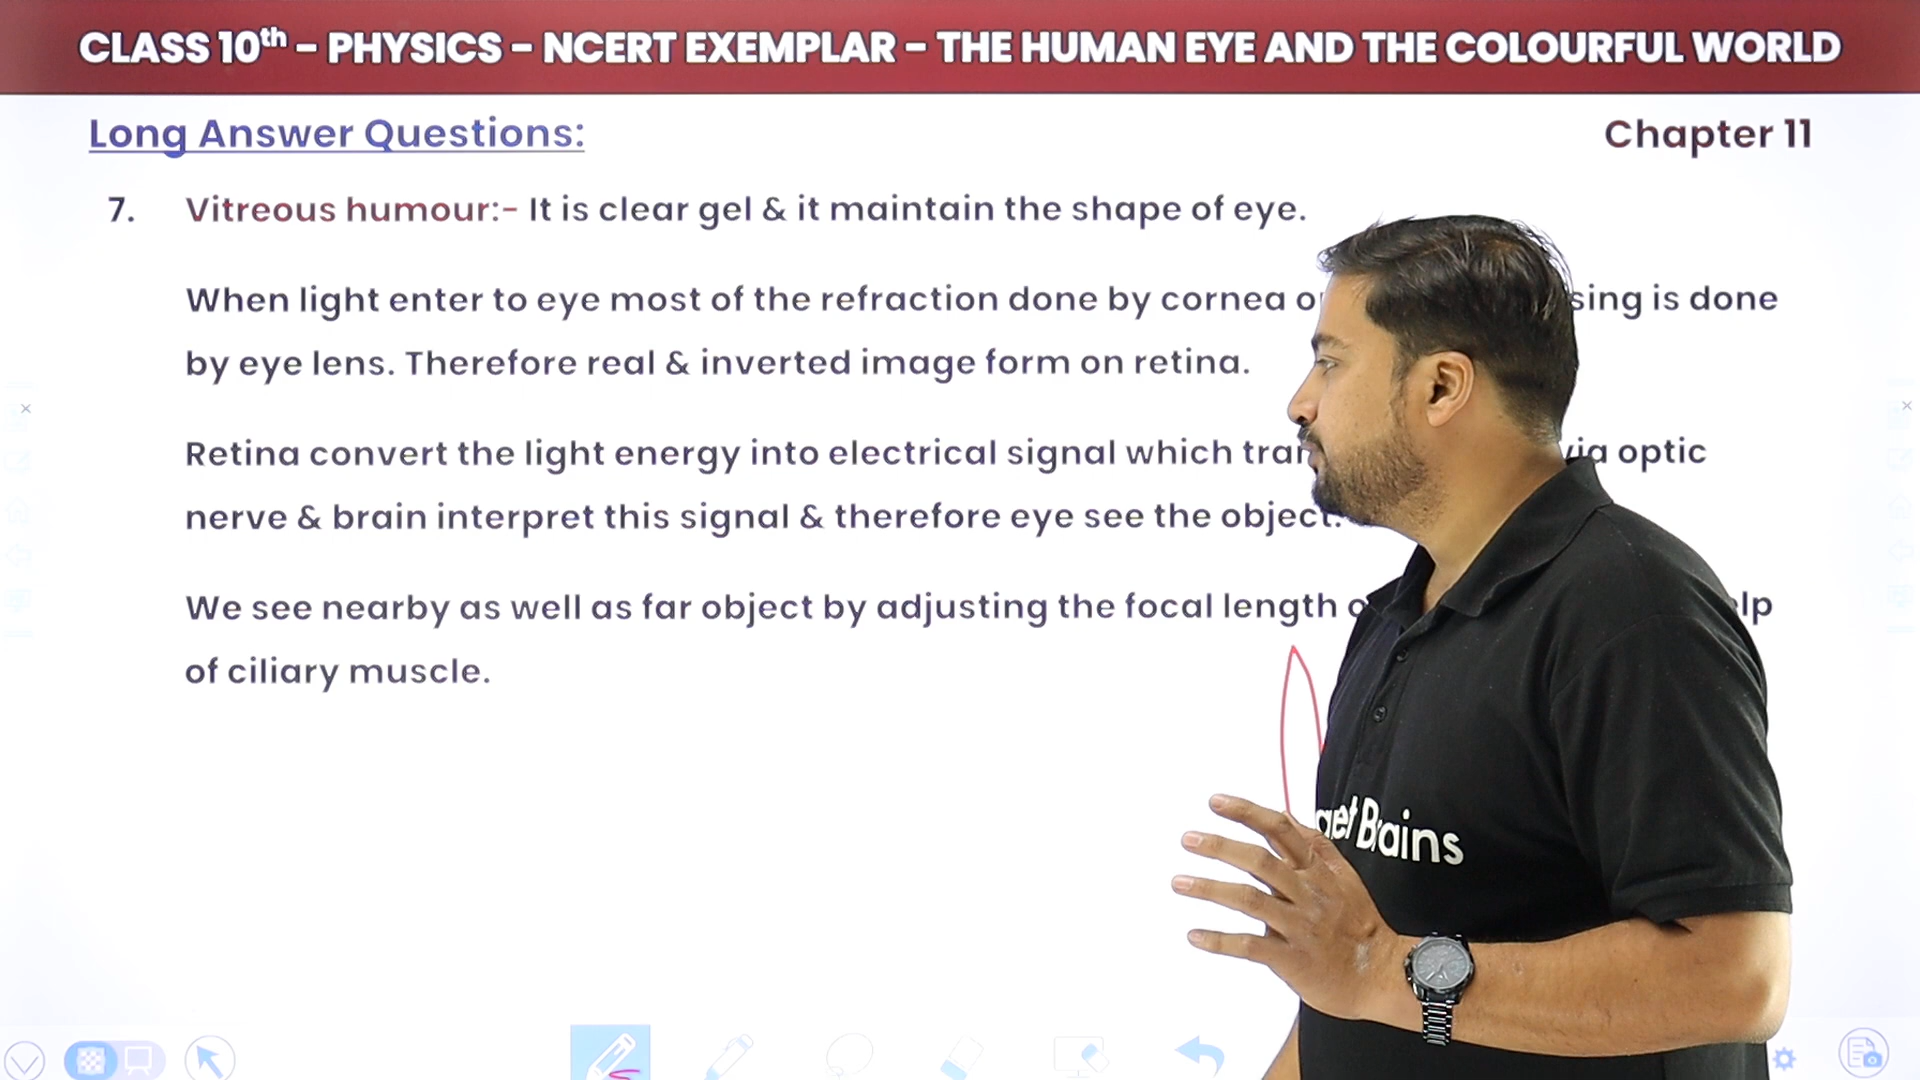 CLASS 10th – PHYSICS – NCERT EXEMPLAR – THE HUMAN EYE AND THE COLOURFUL WORLD
Long Answer Questions:
Chapter 11
7. Vitreous humour:- It is clear gel & it maintain the shape of eye.
When light enter to eye most of the refraction done by cornea is done
by eye lens. Therefore real & inverted image form on retina.
Retina convert the light energy into electrical signal which via optic
nerve & brain interpret this signal & therefore eye see the object.
We see nearby as well as far object by adjusting the focal length
of ciliary muscle.
Brains